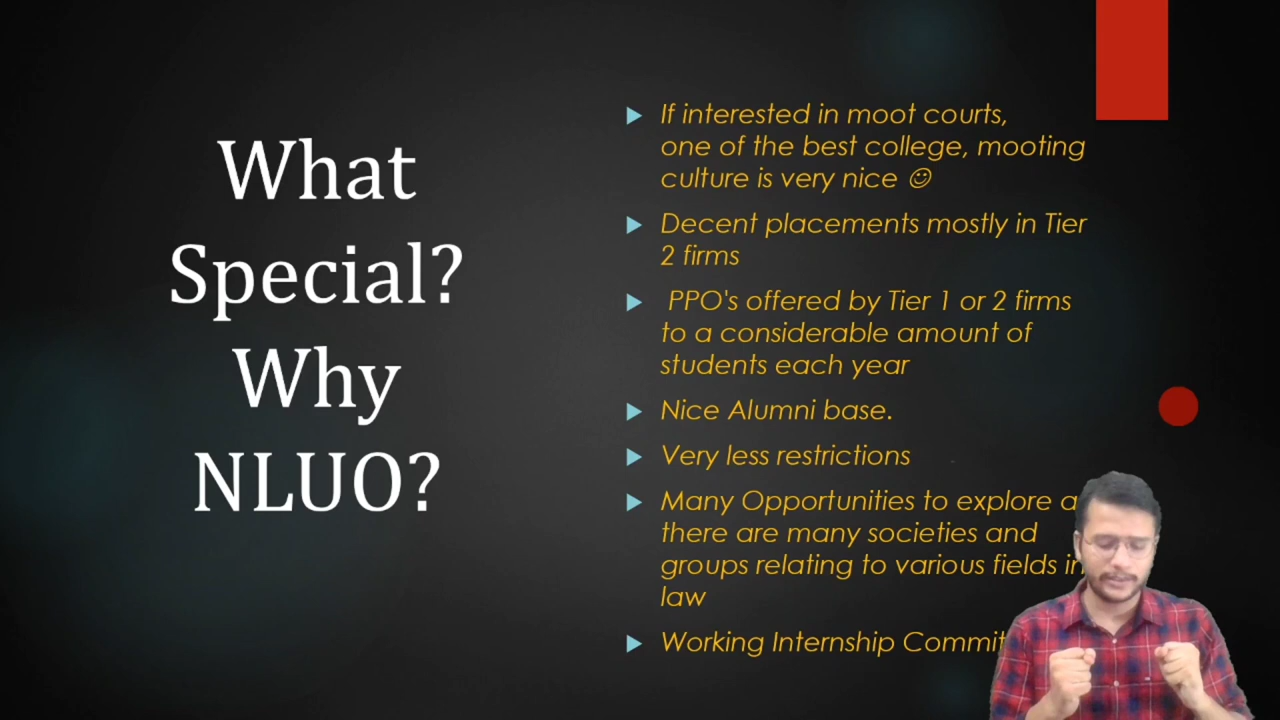 What
Special?
Why
NLUO?
If interested in moot courts,
one of the best college, mooting
culture is very nice ☺
Decent placements mostly in Tier
2 firms
PPO's offered by Tier 1 or 2 firms
to a considerable amount of
students each year
Nice Alumni base.
Very less restrictions
Many Opportunities to explore
there are many societies and
groups relating to various fields in
law
Working Internship